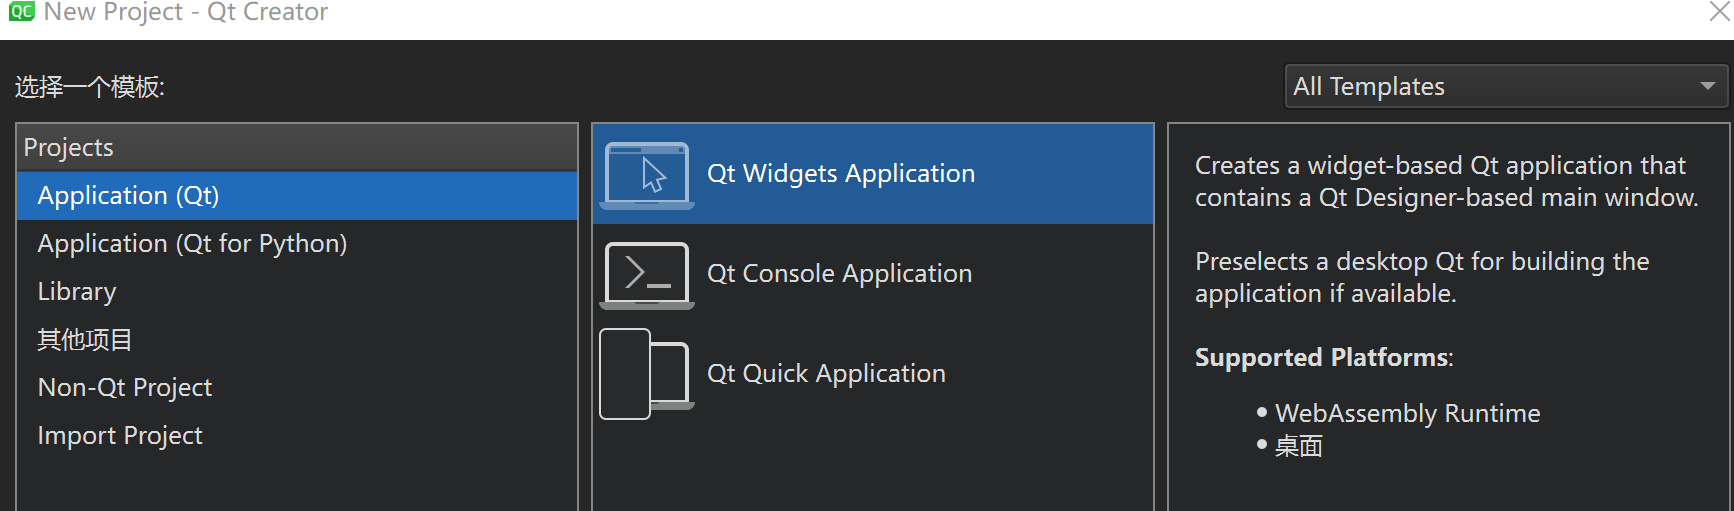 QC New Project - Qt Creator
选择一个模板:
All Templates
Projects
Application (Qt)
Application (Qt for Python)
Library
其他项目
Non-Qt Project
Import Project
Qt Widgets Application
Qt Console Application
Qt Quick Application
Creates a widget-based Qt application that
contains a Qt Designer-based main window.
Preselects a desktop Qt for building the
application if available.
Supported Platforms:
• WebAssembly Runtime
• 桌面